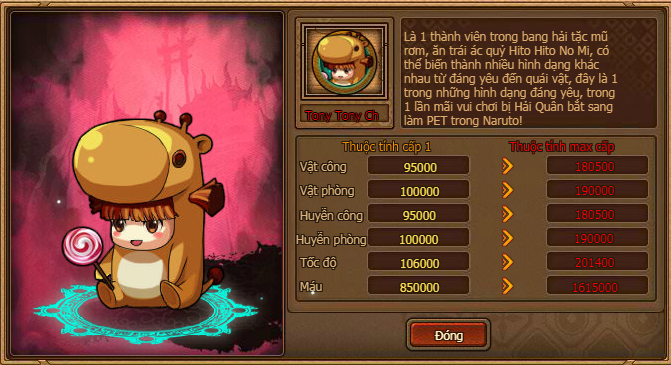 Là 1 thành viên trong bang hải tặc mũ
rơm, ăn trái ác quỷ Hito Hito No Mi, có
thể biến thành nhiều hình dạng khác
nhau từ đáng yêu đến quái vật, đây là 1
trong những hình dạng đáng yêu, trong
1 lần mãi vui chơi bị Hải Quân bắt sang
làm PET trong Naruto!
Tony Tony Ch
Thuộc tính cấp 1 Thuộc tính max cấp
Vật công 95000 180500
Vật phòng 100000 190000
Huyễn công 95000 180500
Huyễn phòng 100000 190000
Tốc độ 106000 201400
Máu 850000 1615000
Đóng